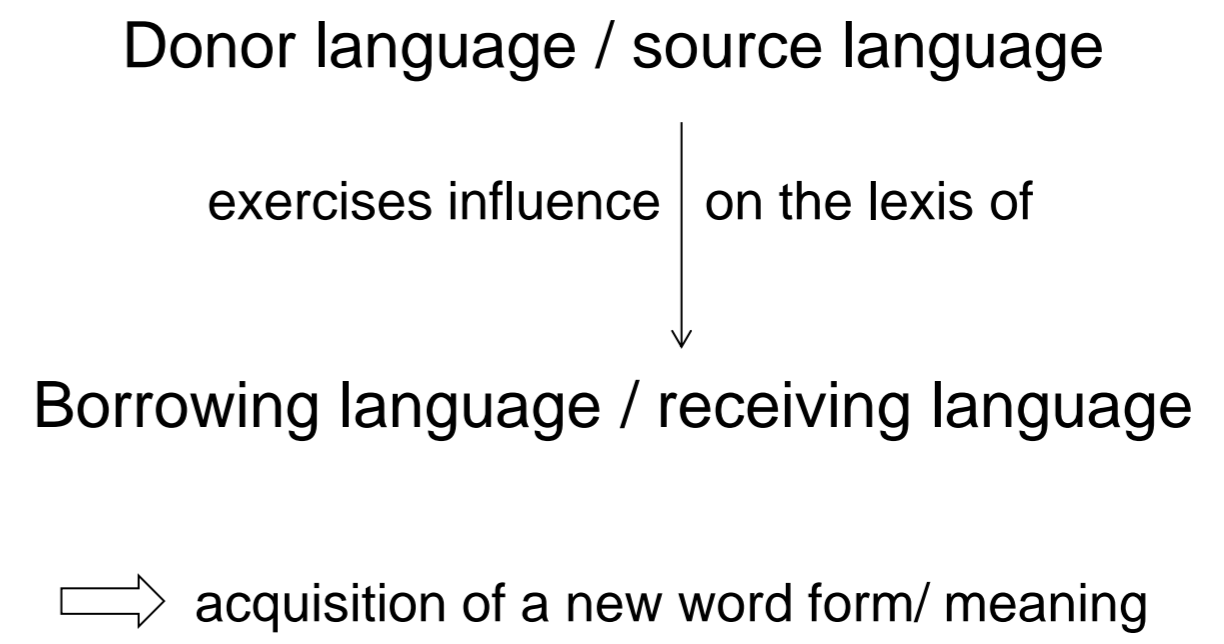 Donor language / source language
exercises influence on the lexis of
Borrowing language / receiving language
acquisition of a new word form/ meaning